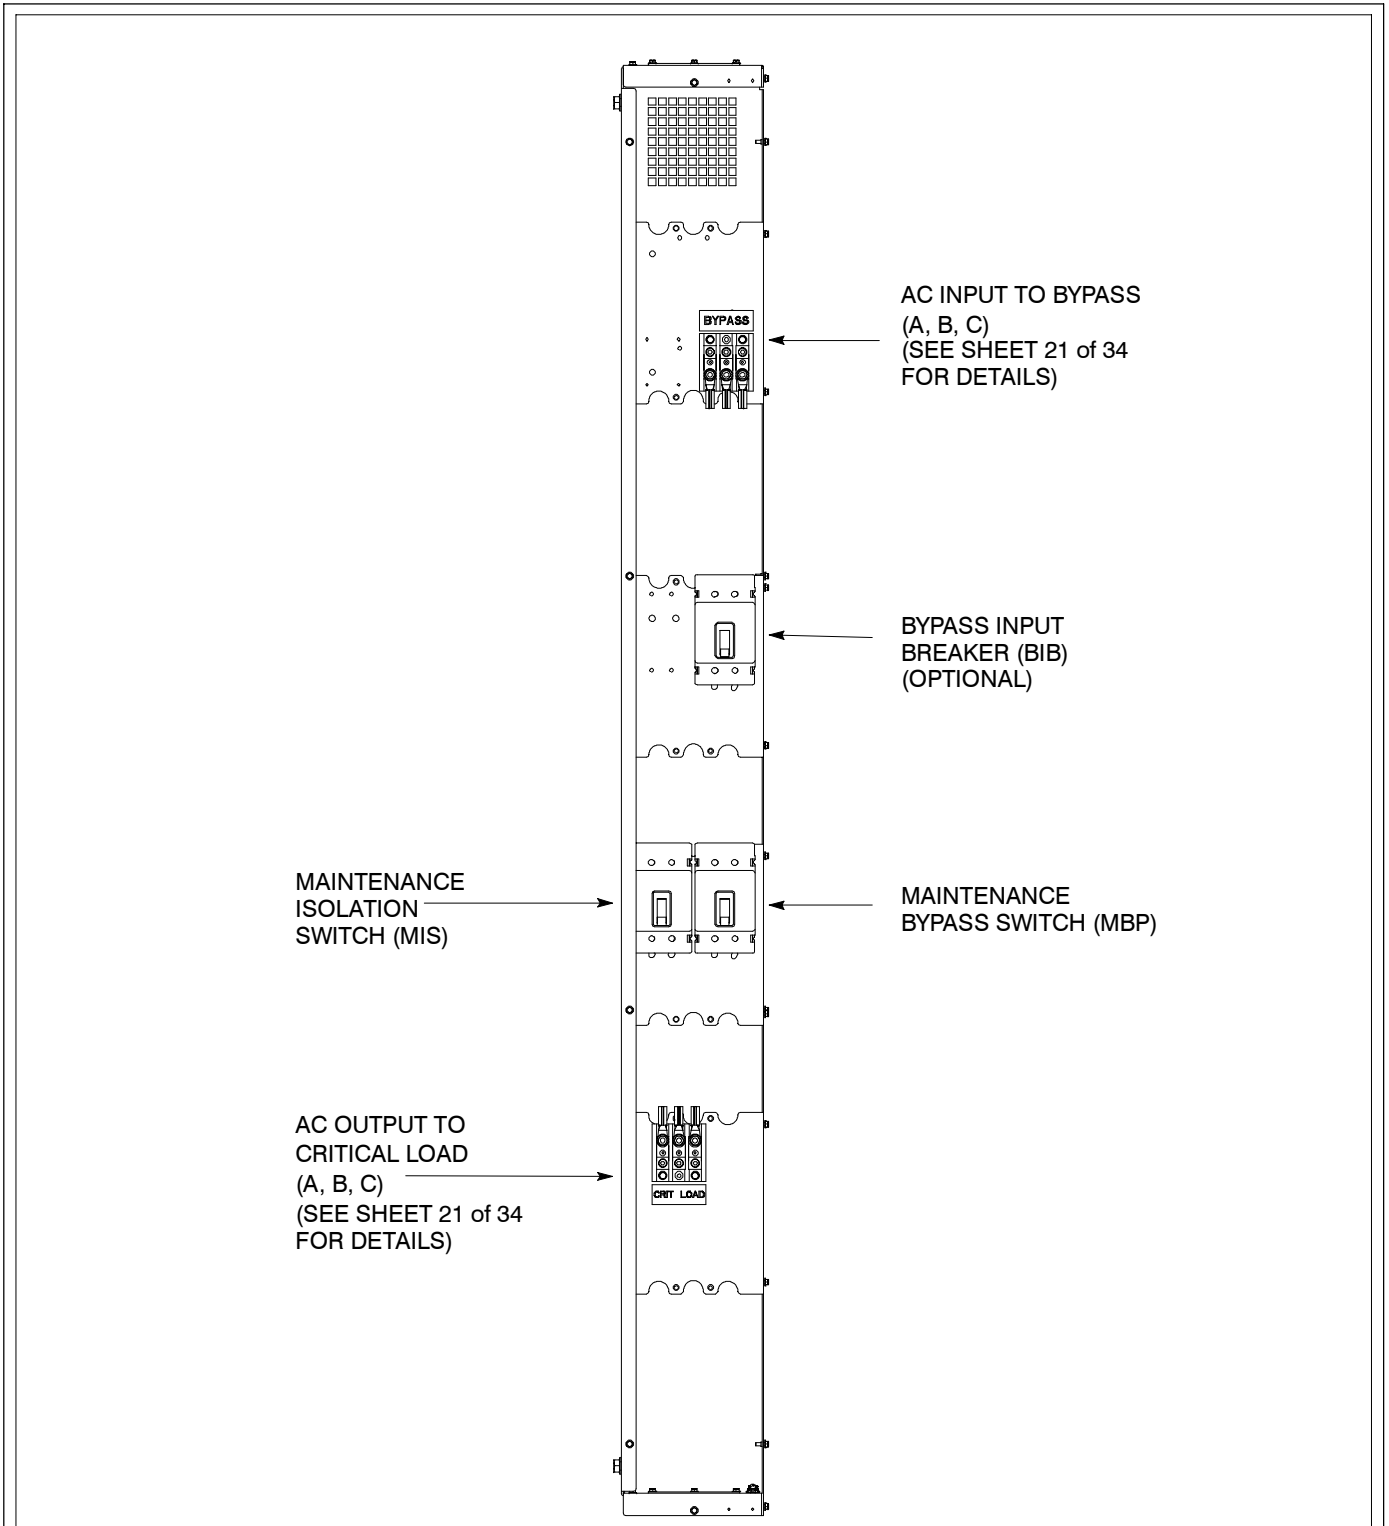 AC INPUT TO BYPASS
(A, B, C)
(SEE SHEET 21 of 34
FOR DETAILS)
BYPASS
BYPASS INPUT
BREAKER (BIB)
(OPTIONAL)
MAINTENANCE
ISOLATION
SWITCH (MIS)
MAINTENANCE
BYPASS SWITCH (MBP)
AC OUTPUT TO
CRITICAL LOAD
(A, B, C)
(SEE SHEET 21 of 34
FOR DETAILS)
CRIT LOAD